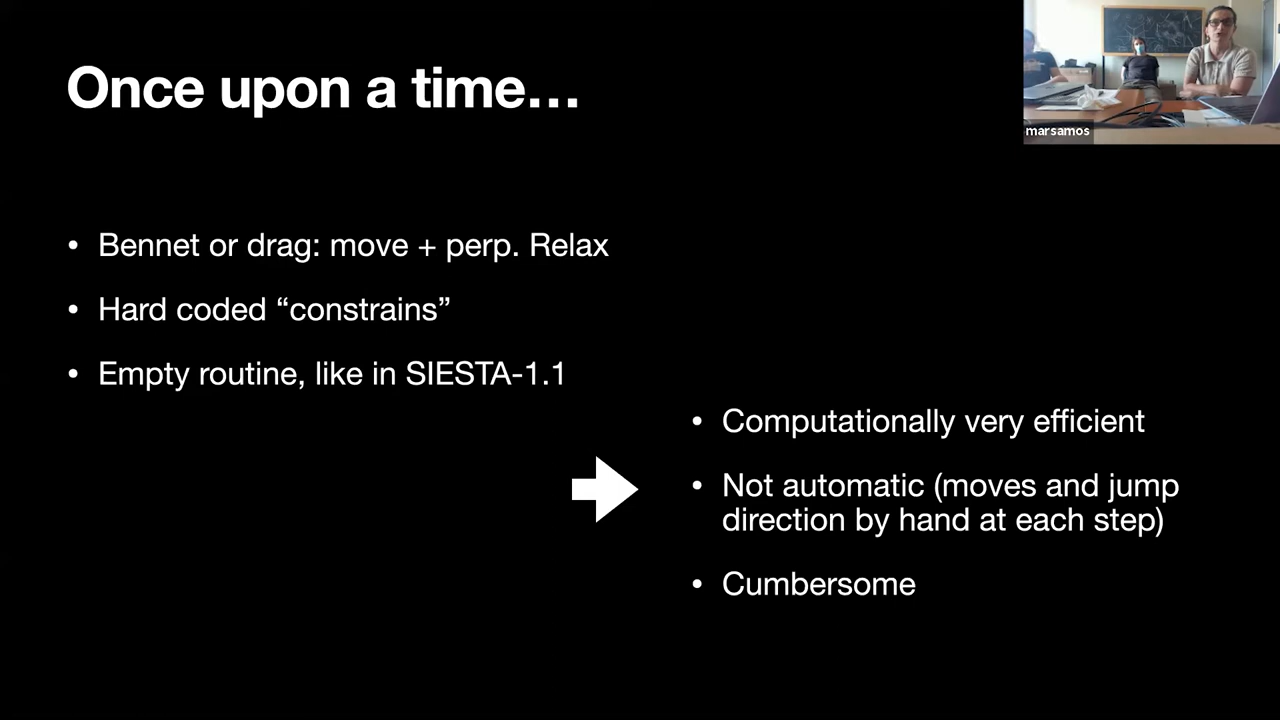 Once upon a time…
marsamos
• Bennet or drag: move + perp. Relax
• Hard coded “constrains”
• Empty routine, like in SIESTA-1.1
• Computationally very efficient
• Not automatic (moves and jump
direction by hand at each step)
• Cumbersome